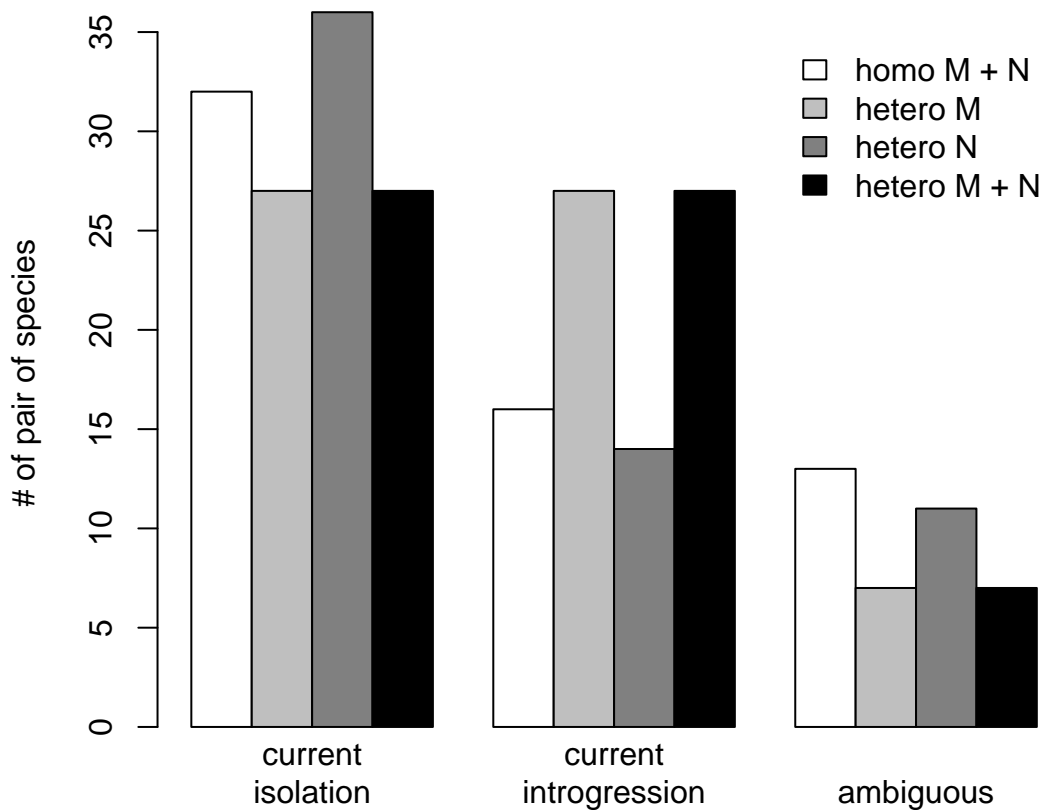 # of pair of species
35
30
25
20
15
10
5
0
homo M + N
hetero M
hetero N
hetero M + N
current
isolation
current
introgression
ambiguous